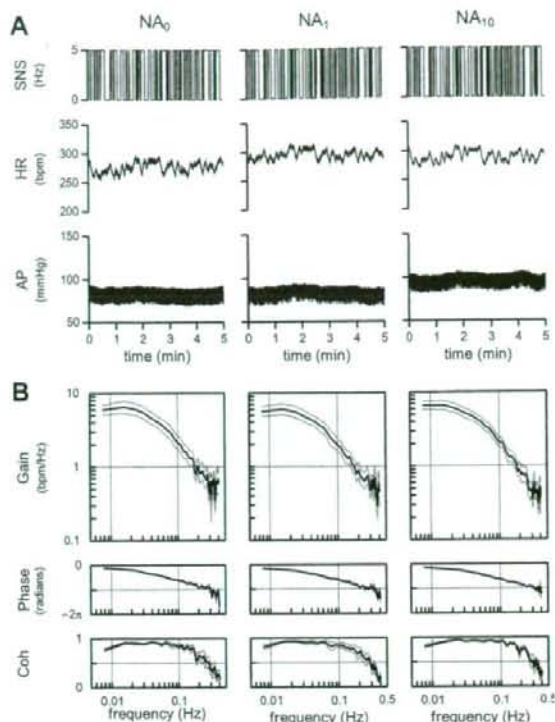 A
NA₀ NA₁ NA₁₀
SNS (Hz)
5
0
HR (bpm)
350
300
250
200
AP (mmHg)
150
100
50
0 1 2 3 4 5 0 1 2 3 4 5 0 1 2 3 4 5
time (min) time (min) time (min)
B
Gain (bpm/Hz)
10
1
0.1
Phase (radians)
0
−2π
Coh
1
0
0.01 0.1 0.01 0.1 0.5 0.01 0.1 0.5
frequency (Hz) frequency (Hz) frequency (Hz)